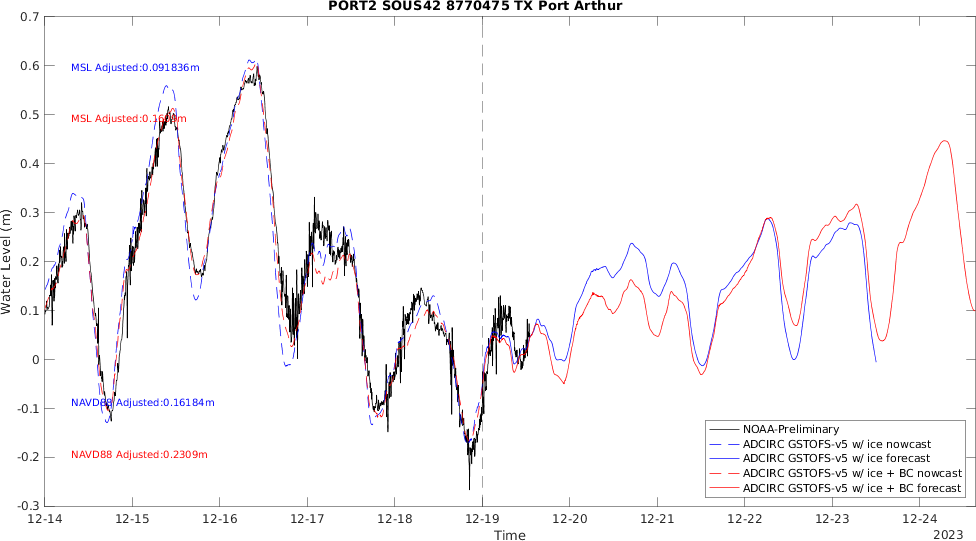 PORT2 SOUS42 8770475 TX Port Arthur
0.7
0.6
0.5
0.4
0.3
0.2
0.1
0
-0.1
-0.2
-0.3
Water Level (m)
MSL Adjusted:0.091836m
MSL Adjusted:
NAVD88 Adjusted:0.16184m
NAVD88 Adjusted:0.2309m
NOAA-Preliminary
ADCIRC GSTOFS-v5 w/ ice nowcast
ADCIRC GSTOFS-v5 w/ ice forecast
ADCIRC GSTOFS-v5 w/ ice + BC nowcast
ADCIRC GSTOFS-v5 w/ ice + BC forecast
12-14 12-15 12-16 12-17 12-18 12-19 12-20 12-21 12-22 12-23 12-24
Time
2023